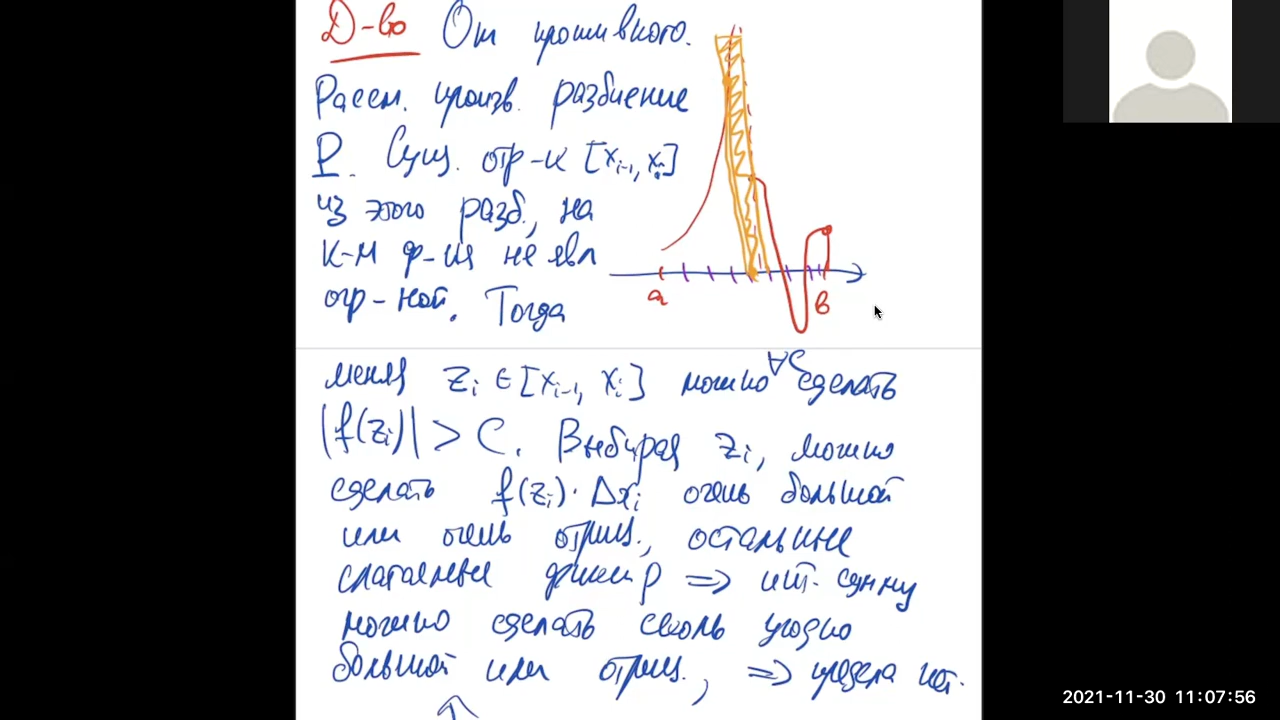 Д-во От противного.
Рассм. произв. разбиение
P. Сущ. отр-к [xᵢ₋₁, xᵢ]
из этого разб., на
к-м ф-ия не явл
огр-ной. Тогда
a
b
меняя zᵢ ∈ [xᵢ₋₁, xᵢ] можно ∀C сделать
|f(zᵢ)| > C. Выбирая zᵢ, можно
сделать f(zᵢ)·Δxᵢ очень большой
или очень отриц., остальные
слагаемые фикси р ⇒ инт. сумму
можно сделать сколь угодно
большой или отриц., ⇒ предела нет.
2021-11-30 11:07:56